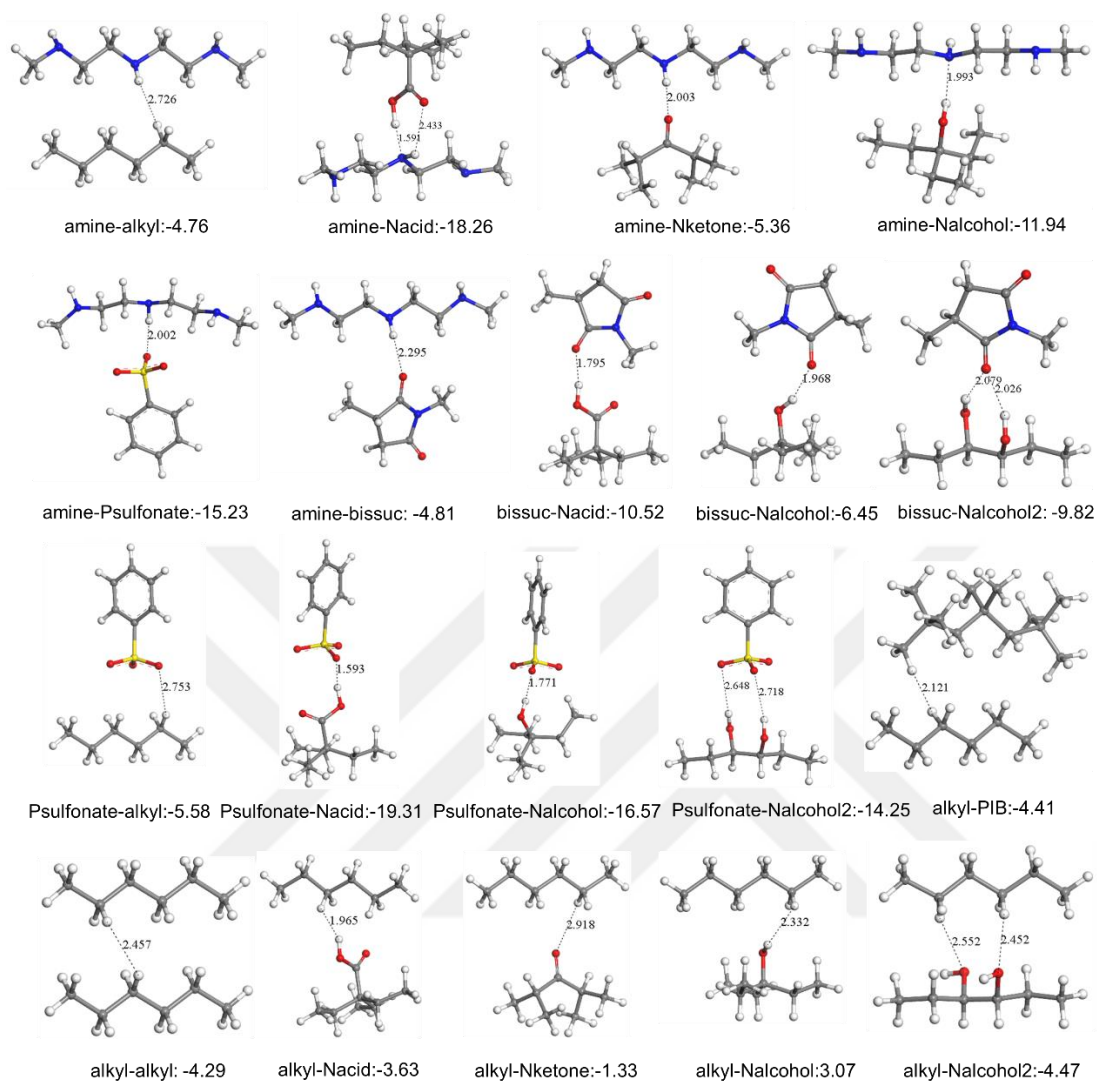 2.726
2.433
1.591
2.003
1.993
amine-alkyl:-4.76
amine-Nacid:-18.26
amine-Nketone:-5.36
amine-Nalcohol:-11.94
2.002
2.295
1.795
1.968
2.079
2.026
amine-Psulfonate:-15.23
amine-bissuc: -4.81
bissuc-Nacid:-10.52
bissuc-Nalcohol:-6.45
bissuc-Nalcohol2: -9.82
2.753
1.593
1.771
2.648
2.718
2.121
Psulfonate-alkyl:-5.58
Psulfonate-Nacid:-19.31
Psulfonate-Nalcohol:-16.57
Psulfonate-Nalcohol2:-14.25
alkyl-PIB:-4.41
2.457
1.965
2.918
2.332
2.552
2.452
alkyl-alkyl: -4.29
alkyl-Nacid:-3.63
alkyl-Nketone:-1.33
alkyl-Nalcohol:3.07
alkyl-Nalcohol2:-4.47